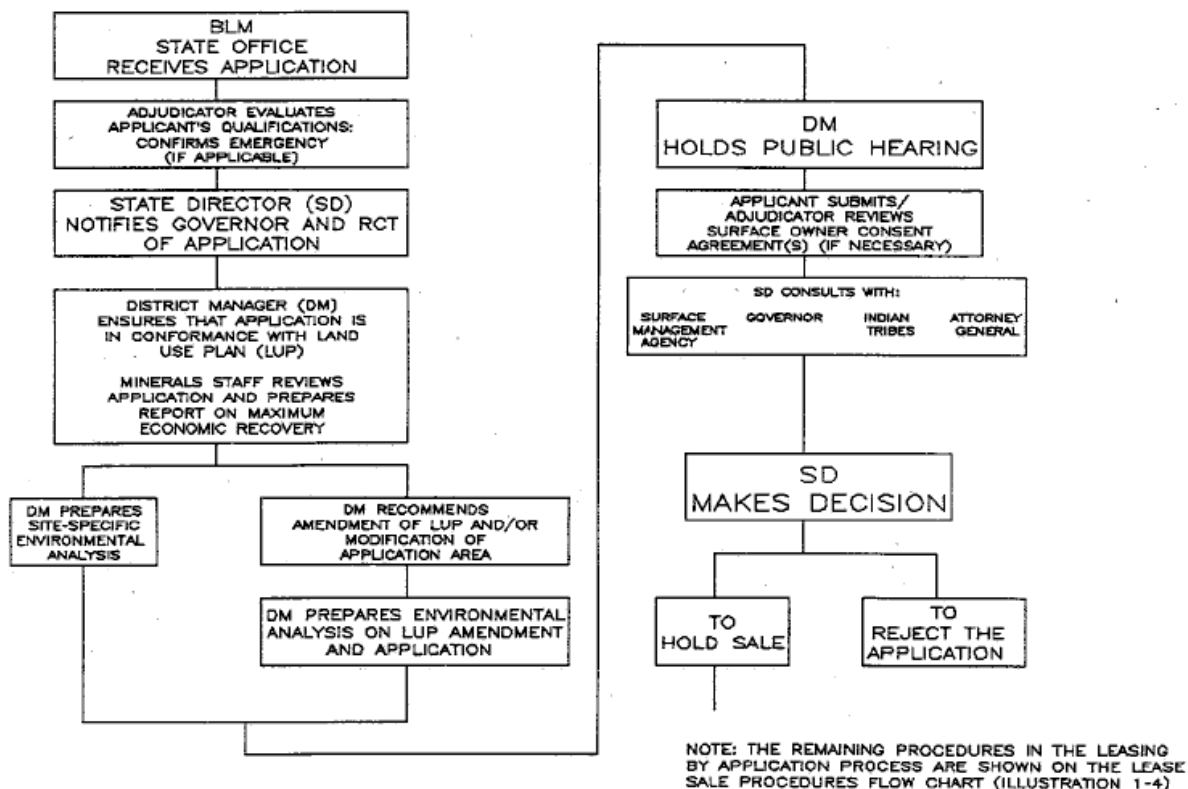 BLM
STATE OFFICE
RECEIVES APPLICATION
ADJUDICATOR EVALUATES
APPLICANT'S QUALIFICATIONS:
CONFIRMS EMERGENCY
(IF APPLICABLE)
STATE DIRECTOR (SD)
NOTIFIES GOVERNOR AND RCT
OF APPLICATION
DISTRICT MANAGER (DM)
ENSURES THAT APPLICATION IS
IN CONFORMANCE WITH LAND
USE PLAN (LUP)
MINERALS STAFF REVIEWS
APPLICATION AND PREPARES
REPORT ON MAXIMUM
ECONOMIC RECOVERY
DM PREPARES
SITE-SPECIFIC
ENVIRONMENTAL
ANALYSIS
DM RECOMMENDS
AMENDMENT OF LUP AND/OR
MODIFICATION OF
APPLICATION AREA
DM PREPARES ENVIRONMENTAL
ANALYSIS ON LUP AMENDMENT
AND APPLICATION
DM
HOLDS PUBLIC HEARING
APPLICANT SUBMITS/
ADJUDICATOR REVIEWS
SURFACE OWNER CONSENT
AGREEMENT(S) (IF NECESSARY)
SD CONSULTS WITH:
SURFACE
MANAGEMENT
AGENCY
GOVERNOR
INDIAN
TRIBES
ATTORNEY
GENERAL
SD
MAKES DECISION
TO
HOLD SALE
TO
REJECT THE
APPLICATION
NOTE: THE REMAINING PROCEDURES IN THE LEASING
BY APPLICATION PROCESS ARE SHOWN ON THE LEASE
SALE PROCEDURES FLOW CHART (ILLUSTRATION 1-4)